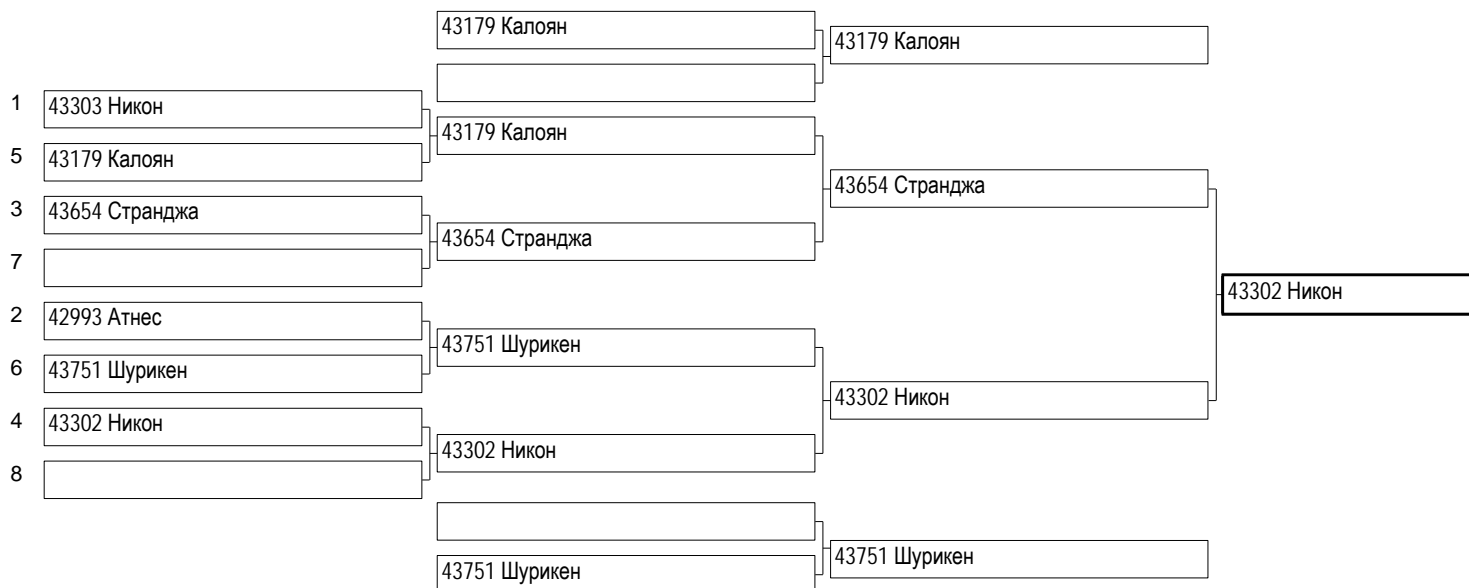 43179 Калоян
43179 Калоян
1 43303 Никон
43179 Калоян
5 43179 Калоян
43654 Странджа
3 43654 Странджа
43654 Странджа
7
43302 Никон
2 42993 Атнес
43751 Шурикен
6 43751 Шурикен
43302 Никон
4 43302 Никон
43302 Никон
8
43751 Шурикен
43751 Шурикен